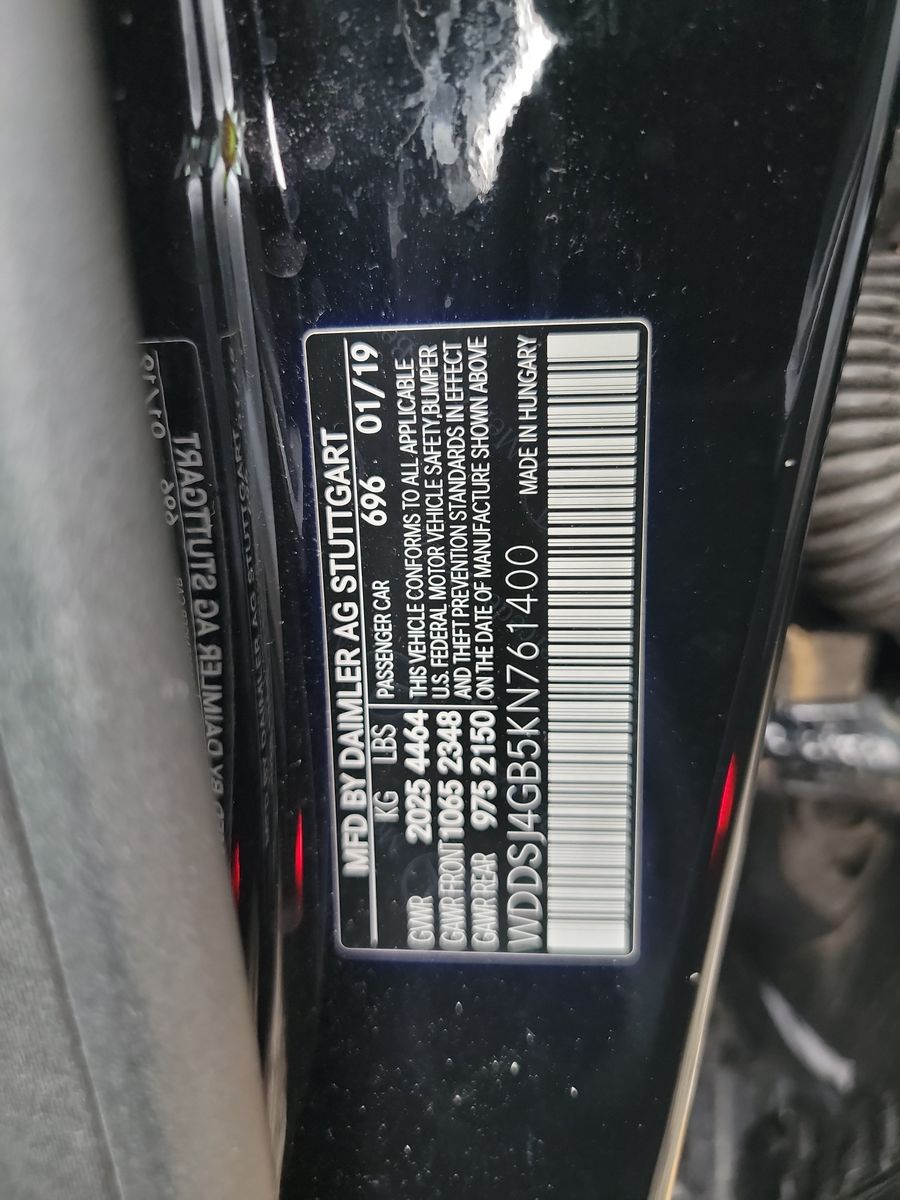 MFD BY DAIMLER AG STUTTGART
KG LBS PASSENGER CAR 696 01/19
GVWR 2025 4464 THIS VEHICLE CONFORMS TO ALL APPLICABLE
GAWR FRONT 1065 2348 U.S. FEDERAL MOTOR VEHICLE SAFETY,BUMPER
GAWR REAR 975 2150 AND THEFT PREVENTION STANDARDS IN EFFECT
ON THE DATE OF MANUFACTURE SHOWN ABOVE
WDDSJ4GB5KN761400 MADE IN HUNGARY